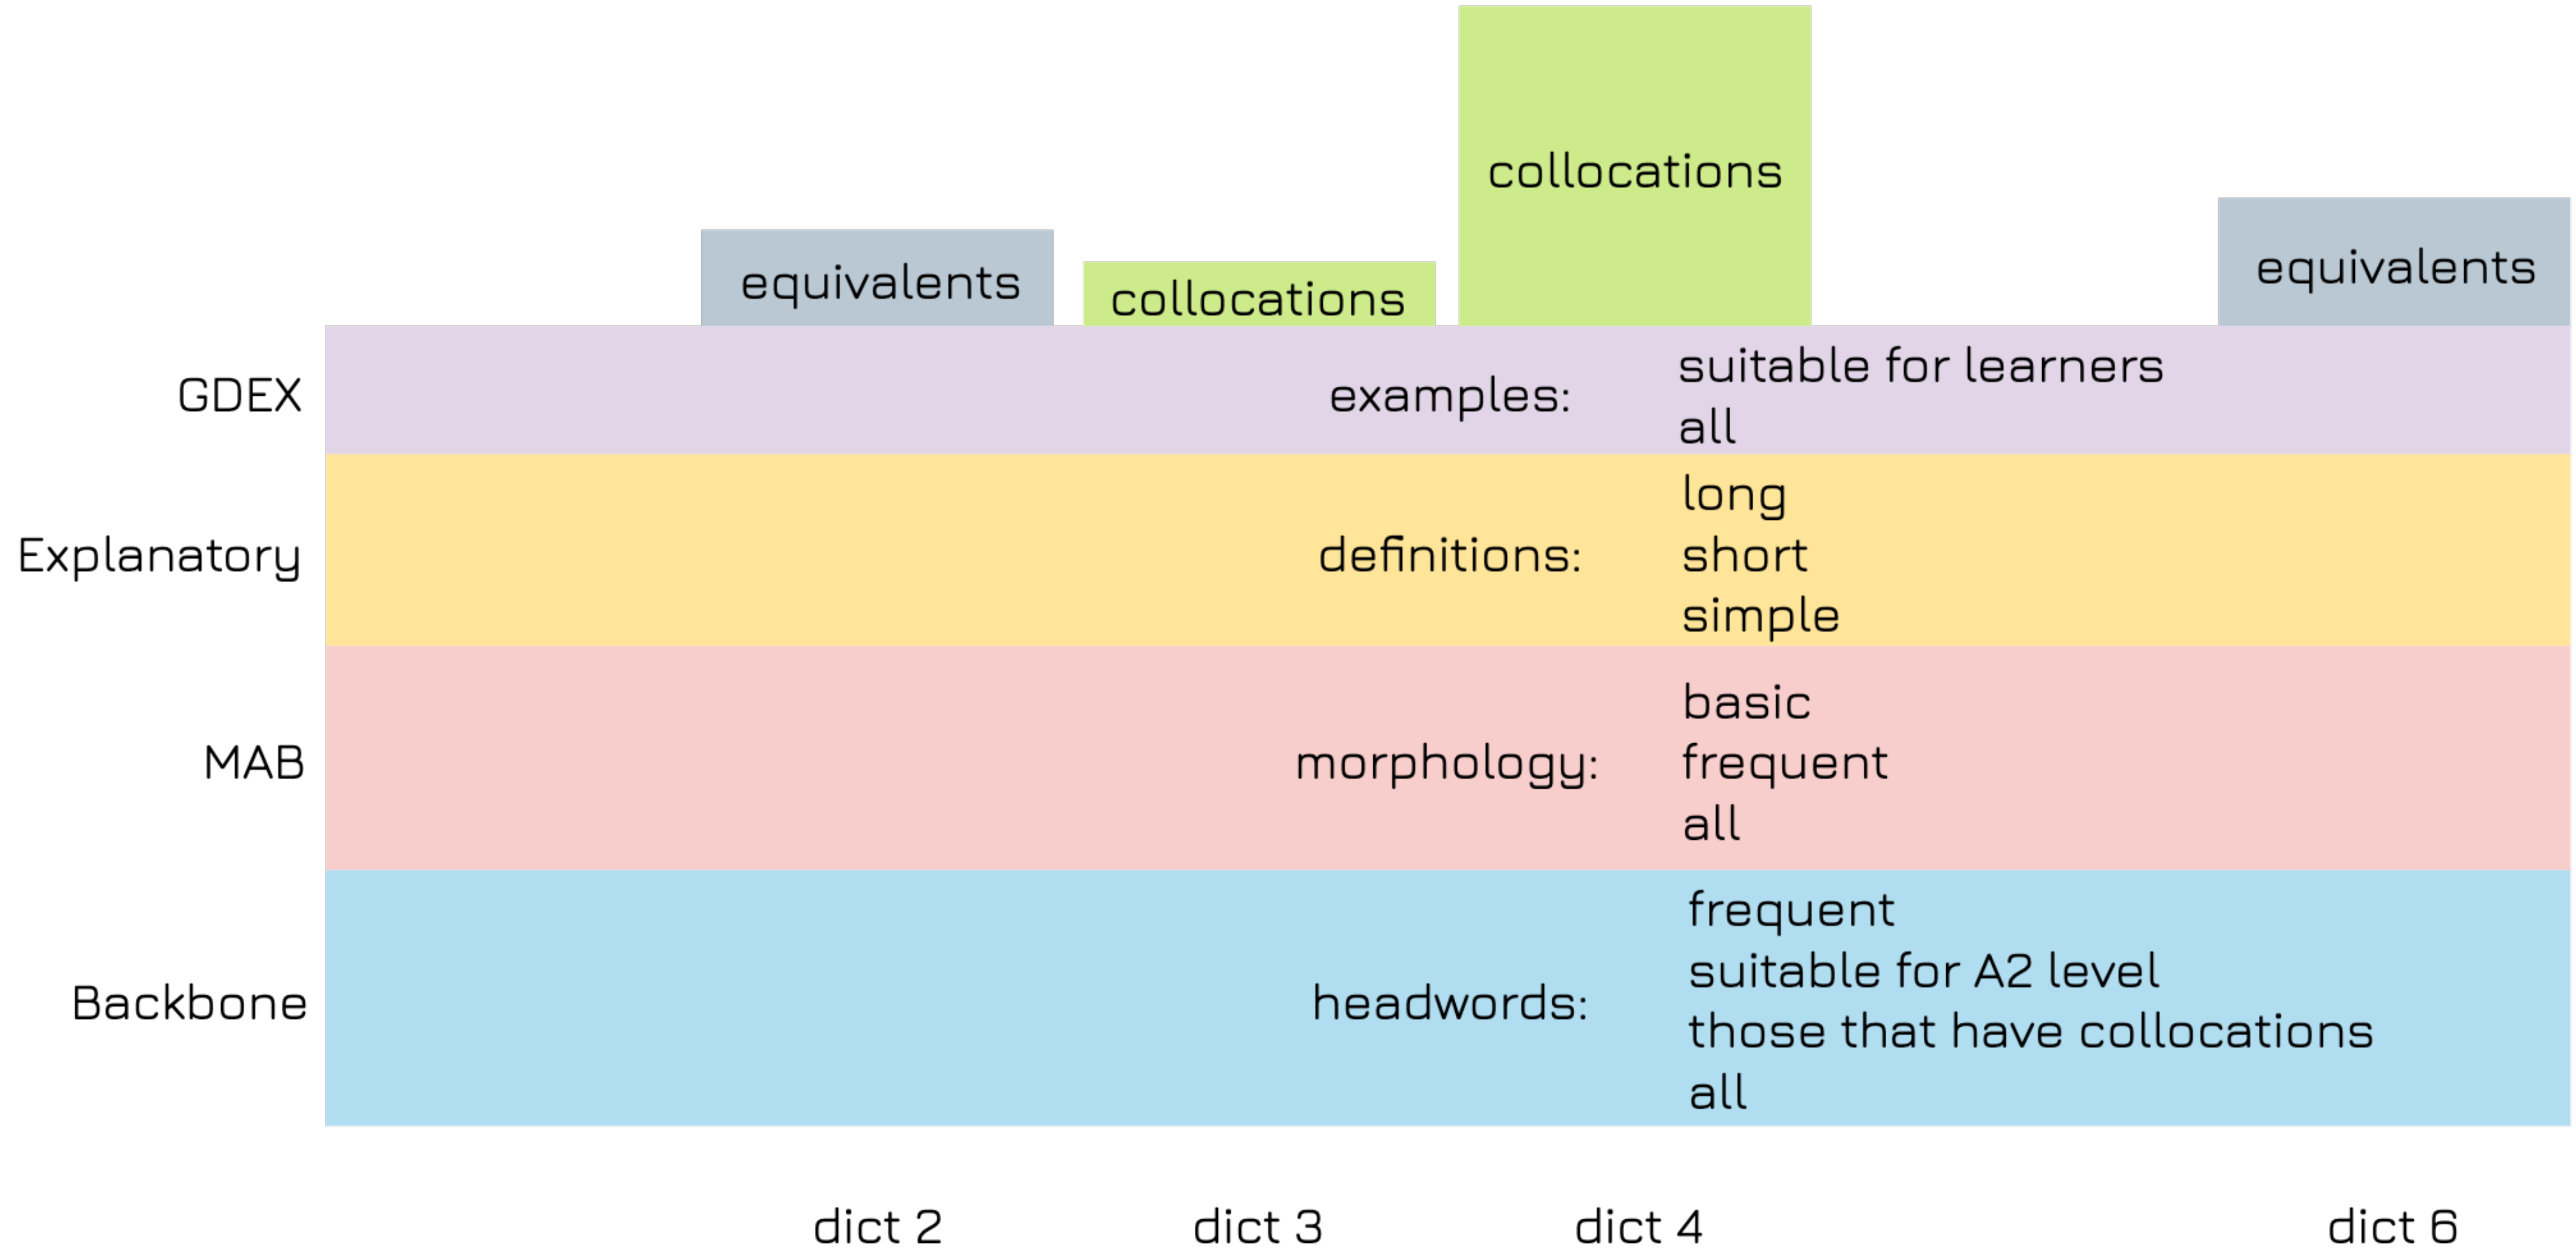 collocations
equivalents
collocations
equivalents
GDEX
examples:
suitable for learners
all
Explanatory
definitions:
long
short
simple
MAB
morphology:
basic
frequent
all
Backbone
headwords:
frequent
suitable for A2 level
those that have collocations
all
dict 2
dict 3
dict 4
dict 6